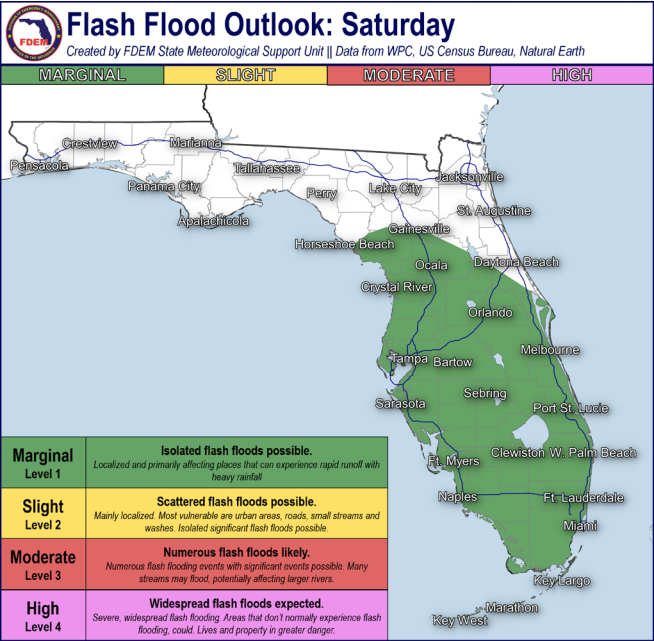 Flash Flood Outlook: Saturday
Created by FDEM State Meteorological Support Unit || Data from WPC, US Census Bureau, Natural Earth
FDEM
MARGINAL SLIGHT MODERATE HIGH
Crestview
Marianna
Pensacola
Tallahassee
Jacksonville
Panama City
Perry
Lake City
Apalachicola
St. Augustine
Gainesville
Horseshoe Beach
Ocala
Daytona Beach
Crystal River
Orlando
Melbourne
Tampa
Bartow
Sebring
Sarasota
Port St. Lucie
Clewiston
W. Palm Beach
Ft. Myers
Naples
Ft. Lauderdale
Miami
Key Largo
Marathon
Key West
Marginal
Level 1
Isolated flash floods possible.
Localized and primarily affecting places that can experience rapid runoff with
heavy rainfall
Slight
Level 2
Scattered flash floods possible.
Mainly localized. Most vulnerable are urban areas, roads, small streams and
washes. Isolated significant flash floods possible.
Moderate
Level 3
Numerous flash floods likely.
Numerous flash flooding events with significant events possible. Many
streams may flood, potentially affecting larger rivers.
High
Level 4
Widespread flash floods expected.
Severe, widespread flash flooding. Areas that don't normally experience flash
flooding, could. Lives and property in greater danger.